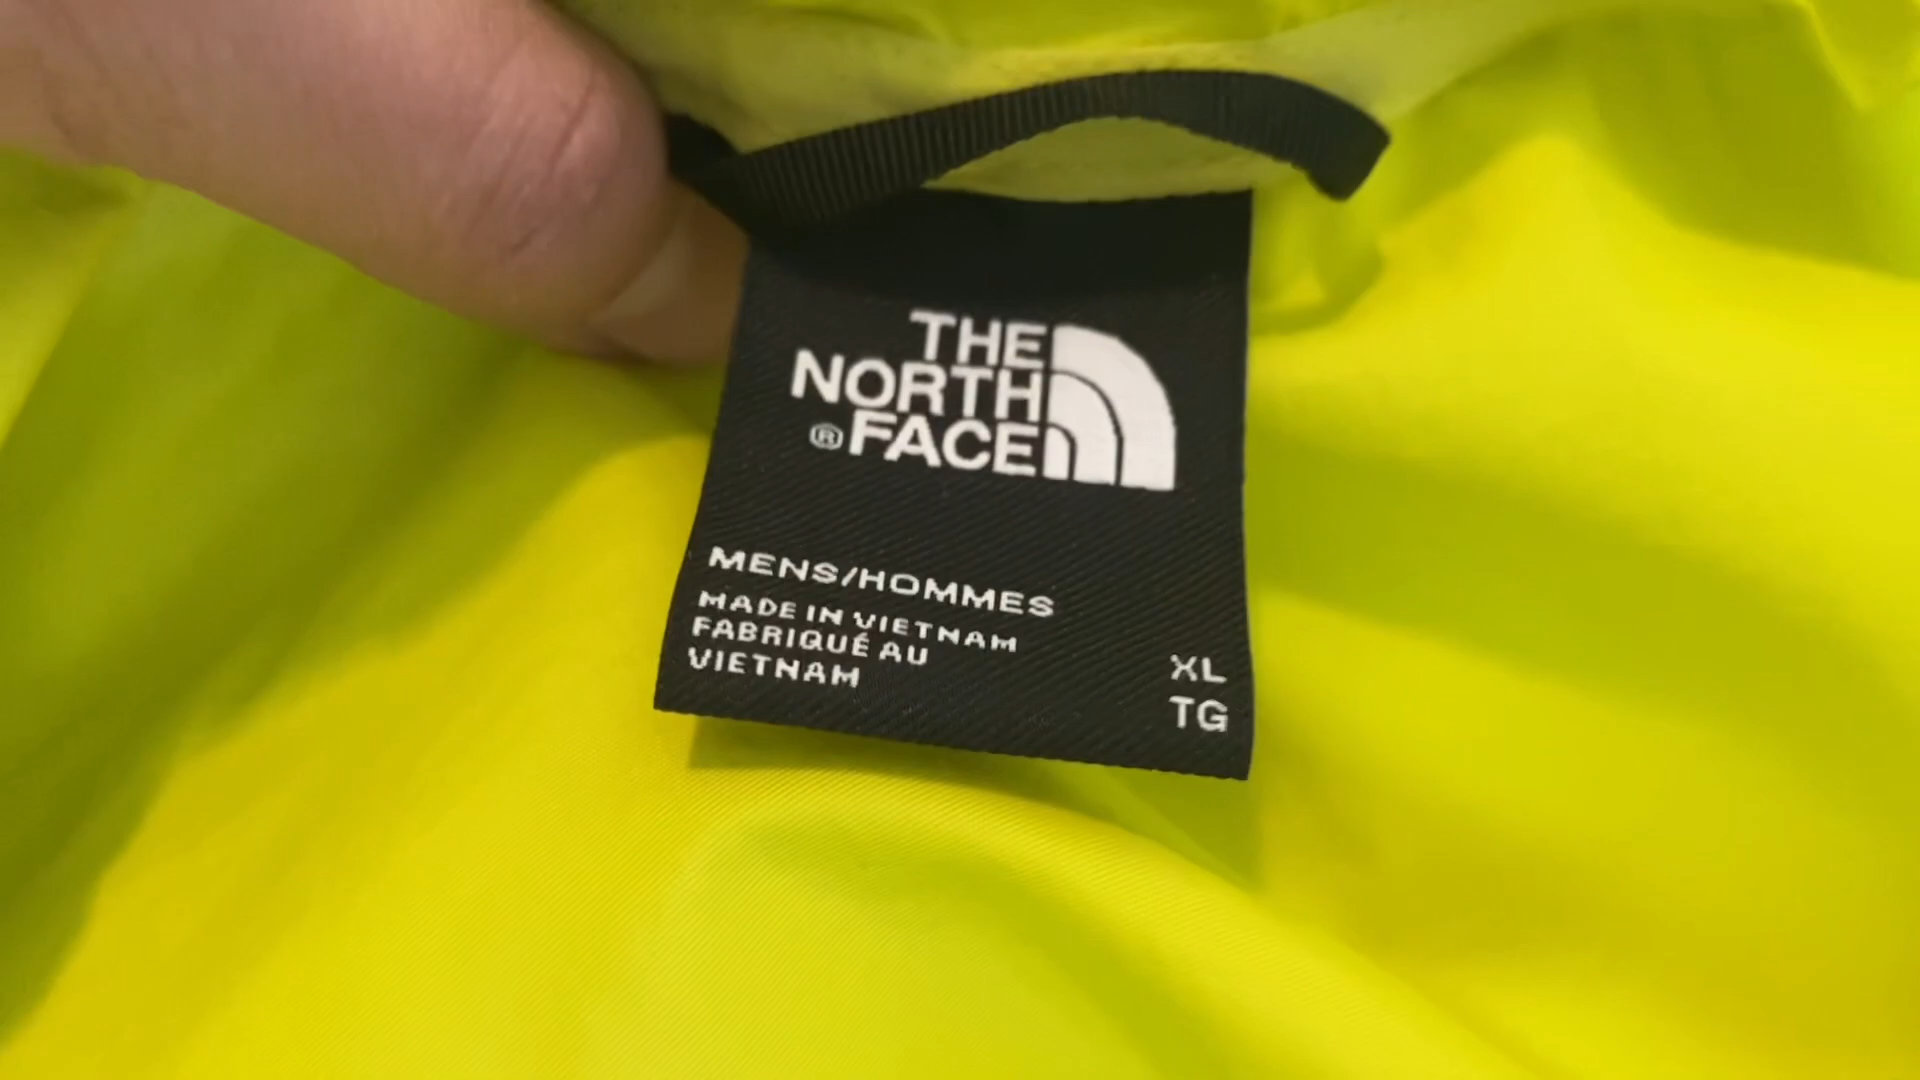 THE
NORTH
®FACE
MENS/HOMMES
MADE IN VIETNAM
FABRIQUÉ AU
VIETNAM
XL
TG